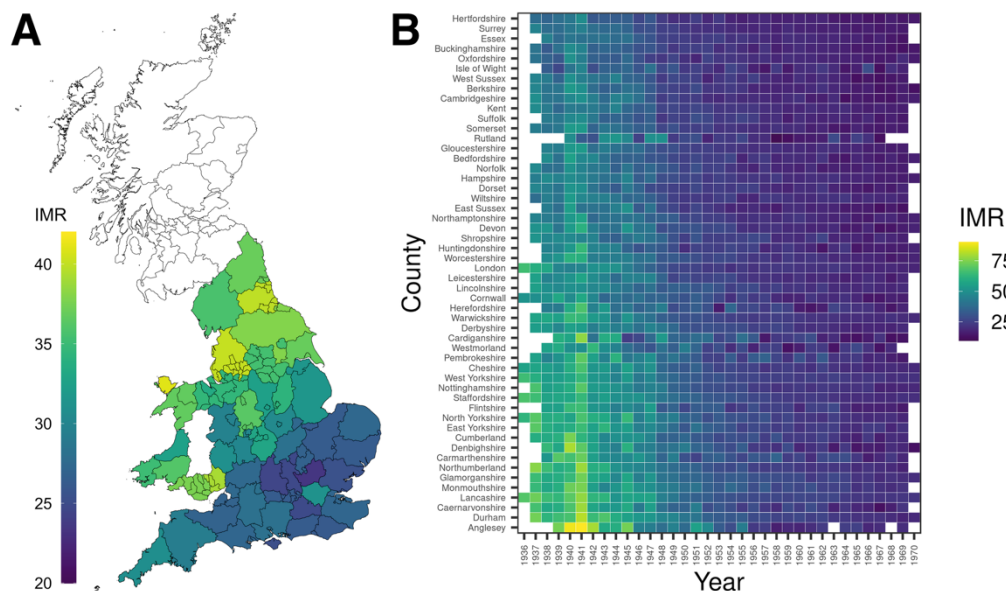 A
IMR
40
35
30
25
20
B
County
Hertfordshire
Surrey
Essex
Buckinghamshire
Oxfordshire
Isle of Wight
West Sussex
Berkshire
Cambridgeshire
Kent
Suffolk
Somerset
Rutland
Gloucestershire
Bedfordshire
Norfolk
Hampshire
Dorset
Wiltshire
East Sussex
Northamptonshire
Devon
Shropshire
Huntingdonshire
Worcestershire
London
Leicestershire
Lincolnshire
Cornwall
Herefordshire
Warwickshire
Derbyshire
Cardiganshire
Westmorland
Pembrokeshire
Cheshire
West Yorkshire
Nottinghamshire
Staffordshire
Flintshire
North Yorkshire
East Yorkshire
Cumberland
Denbighshire
Carmarthenshire
Northumberland
Glamorganshire
Monmouthshire
Lancashire
Caernarvonshire
Durham
Anglesey
1936 1937 1938 1939 1940 1941 1942 1943 1944 1945 1946 1947 1948 1949 1950 1951 1952 1953 1954 1955 1956 1957 1958 1959 1960 1961 1962 1963 1964 1965 1966 1967 1968 1969 1970
Year
IMR
75
50
25